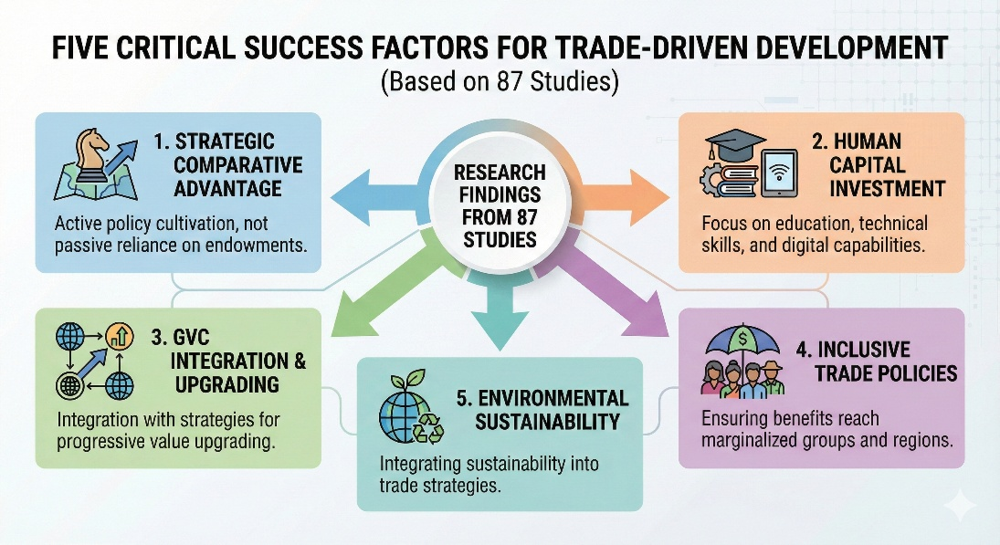 FIVE CRITICAL SUCCESS FACTORS FOR TRADE-DRIVEN DEVELOPMENT
(Based on 87 Studies)
RESEARCH
FINDINGS
FROM 87
STUDIES
1. STRATEGIC
COMPARATIVE
ADVANTAGE
Active policy cultivation, not
passive reliance on endowments.
2. HUMAN
CAPITAL
INVESTMENT
Focus on education, technical
skills, and digital capabilities.
3. GVC
INTEGRATION &
UPGRADING
Integration with strategies for
progressive value upgrading.
4. INCLUSIVE
TRADE POLICIES
$
Ensuring benefits reach
marginalized groups and regions.
5. ENVIRONMENTAL
SUSTAINABILITY
Integrating sustainability into
trade strategies.